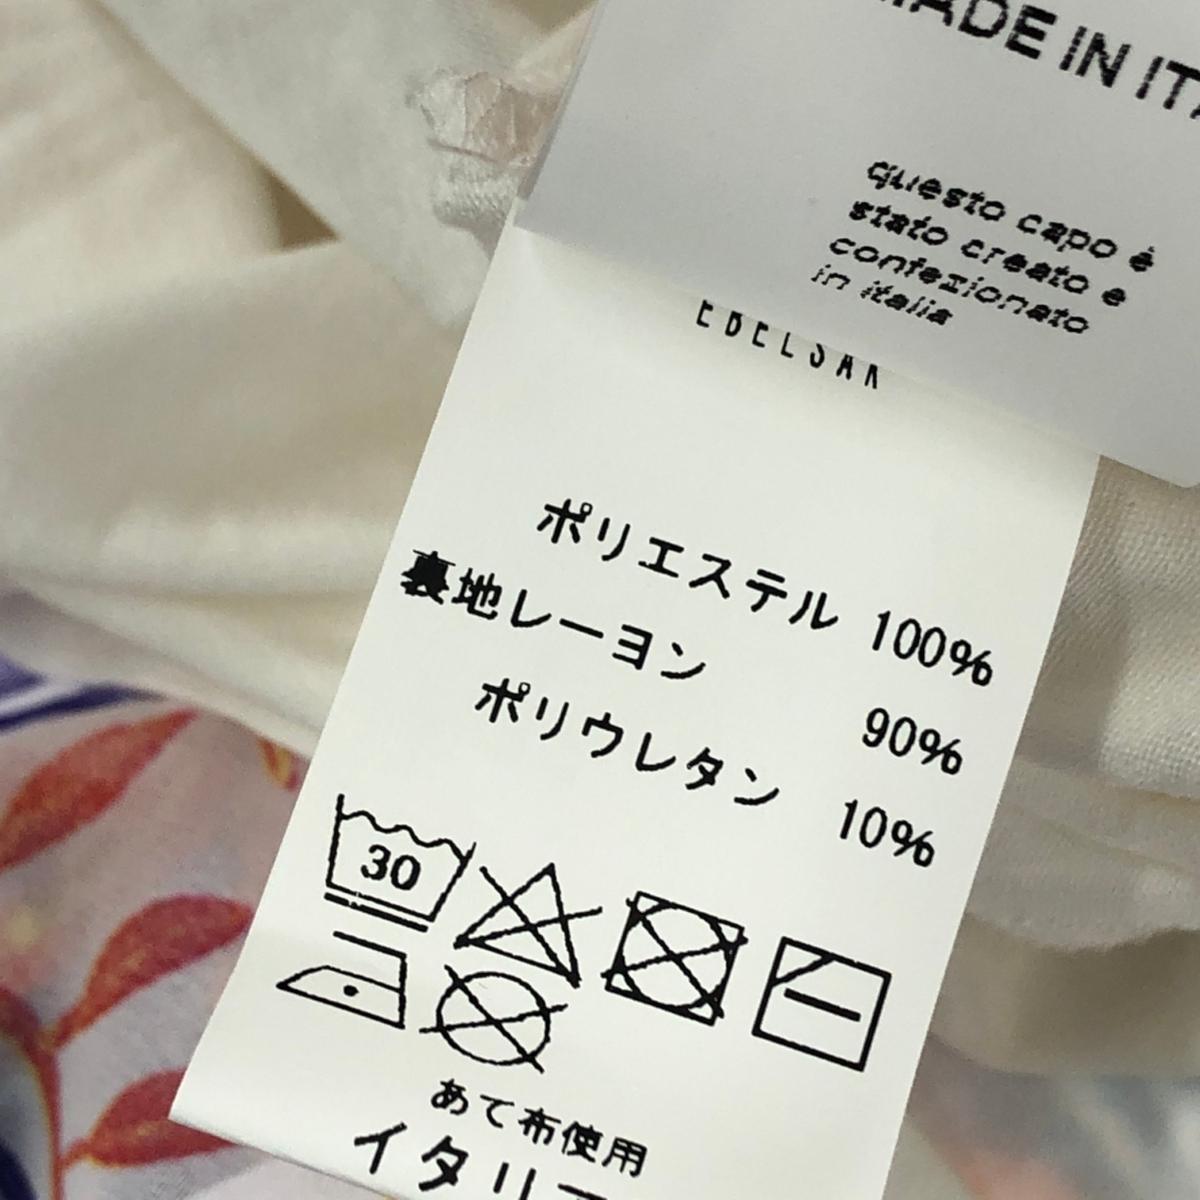 MADE IN ITA
questo capo è
stato creato e
confezionato
in italia
ポリエステル 100%
裏地レーヨン 90%
ポリウレタン 10%
30
あて布使用
イタリア